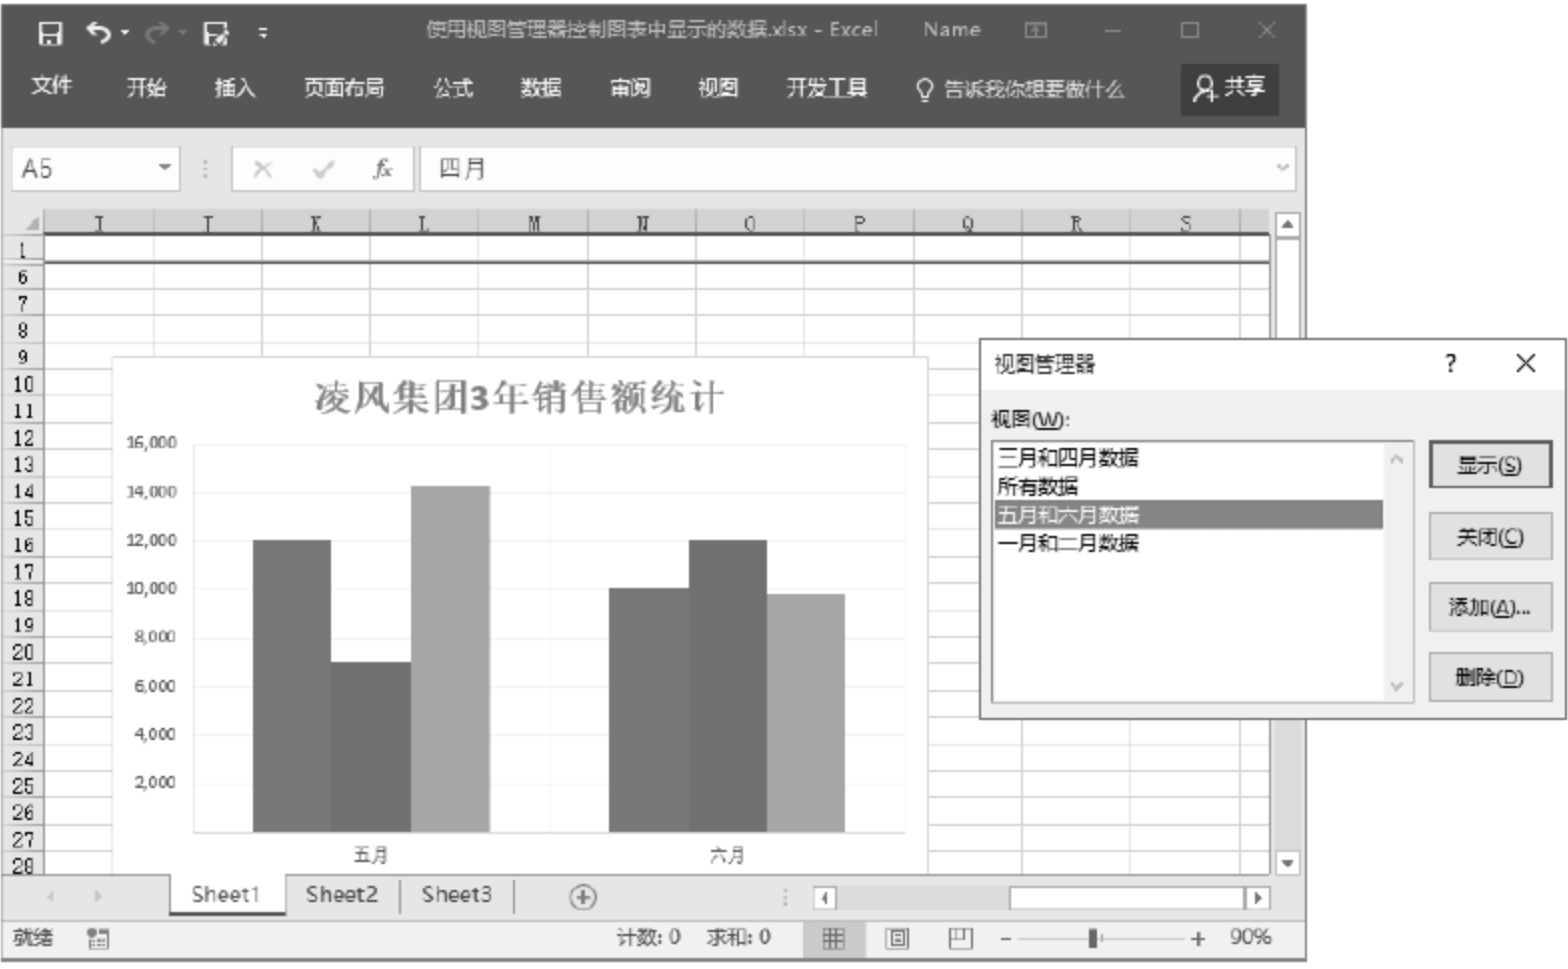 使用视图管理器控制图表中显示的数据.xlsx - Excel Name
文件 开始 插入 页面布局 公式 数据 审阅 视图 开发工具 告诉我你想要做什么 共享
A5 fx 四月
I J K L M N O P Q R S
1
6
7
8
9
10
11
12
13
14
15
16
17
18
19
20
21
22
23
24
25
26
27
28
凌风集团3年销售额统计
16,000
14,000
12,000
10,000
8,000
6,000
4,000
2,000
五月 六月
视图管理器 ?
视图(W):
三月和四月数据
所有数据
五月和六月数据
一月和二月数据
显示(S)
关闭(C)
添加(A)...
删除(D)
Sheet1 Sheet2 Sheet3
就绪 计数: 0 求和: 0 90%